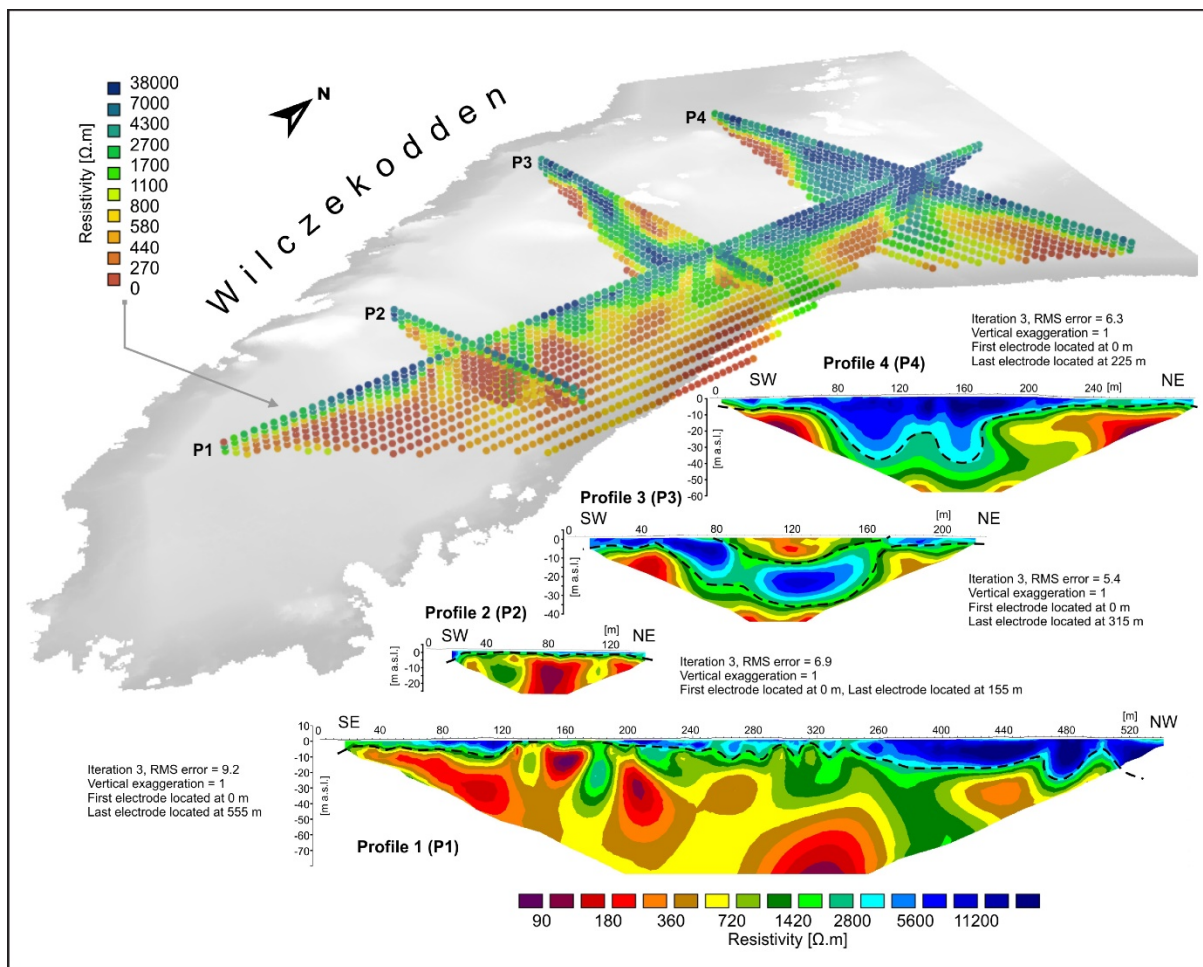 Resistivity [Ω.m]
38000
7000
4300
2700
1700
1100
800
580
440
270
0
N
Wilczekodden
P1
P2
P3
P4
Iteration 3, RMS error = 6.3
Vertical exaggeration = 1
First electrode located at 0 m
Last electrode located at 225 m
Profile 4 (P4)
SW
NE
0 80 120 160 200 240 [m]
[m a.s.l.]
0
-10
-20
-30
-40
-50
-60
Profile 3 (P3)
SW
NE
0 40 80 120 160 200 [m]
[m a.s.l.]
0
-10
-20
-30
-40
Iteration 3, RMS error = 5.4
Vertical exaggeration = 1
First electrode located at 0 m
Last electrode located at 315 m
Profile 2 (P2)
SW
NE
0 40 80 120 [m]
[m a.s.l.]
0
-10
-20
Iteration 3, RMS error = 6.9
Vertical exaggeration = 1
First electrode located at 0 m, Last electrode located at 155 m
SE
NW
0 40 80 120 160 200 240 280 320 260 400 440 480 520 [m]
[m a.s.l.]
10
0
-10
-20
-30
-40
-50
-60
-70
Iteration 3, RMS error = 9.2
Vertical exaggeration = 1
First electrode located at 0 m
Last electrode located at 555 m
Profile 1 (P1)
90 180 360 720 1420 2800 5600 11200
Resistivity [Ω.m]